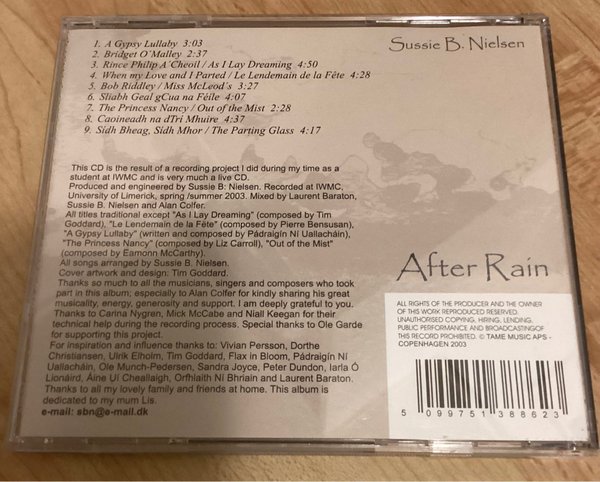 Sussie B. Nielsen
1. A Gypsy Lullaby 3:03
2. Bridget O´Malley 2:37
3. Rince Philip A´Cheoil / As I Lay Dreaming 4:50
4. When my Love and I Parted / Le Lendemain de la Fête 4:28
5. Bob Riddley / Miss McLeod´s 3:27
6. Sliabh Geal gCua na Féile 4:07
7. The Princess Nancy / Out of the Mist 2:28
8. Caoineadh na dTrí Mhuire 4:37
9. Sídh Bheag, Sídh Mhor / The Parting Glass 4:17
This CD is the result of a recording project I did during my time as a
student at IWMC and is very much a live CD.
Produced and engineered by Sussie B. Nielsen. Recorded at IWMC,
University of Limerick, spring /summer 2003. Mixed by Laurent Baraton,
Sussie B. Nielsen and Alan Colfer.
All titles traditional except "As I Lay Dreaming" (composed by Tim
Goddard), "Le Lendemain de la Fête" (composed by Pierre Bensusan),
"A Gypsy Lullaby" (written and composed by Pádraigín Ní Uallacháin),
"The Princess Nancy" (composed by Liz Carroll), "Out of the Mist"
(composed by Eamonn McCarthy).
All songs arranged by Sussie B. Nielsen.
Cover artwork and design: Tim Goddard.
Thanks so much to all the musicians, singers and composers who took
part in this album; especially to Alan Colfer for kindly sharing his great
musicality, energy, generosity and support. I am deeply grateful to you.
Thanks to Carina Nygren, Mick McCabe and Niall Keegan for their
technical help during the recording process. Special thanks to Ole Garde
for supporting this project.
For inspiration and influence thanks to: Vivian Persson, Dorthe
Christiansen, Ulrik Elholm, Tim Goddard, Flax in Bloom, Pádraigín Ní
Uallacháin, Ole Munch-Pedersen, Sandra Joyce, Peter Dundon, Iarla Ó
Lionáird, Áine Uí Cheallaigh, Orfhlaith Ní Bhriain and Laurent Baraton.
Thanks to all my lovely family and friends at home. This album is
dedicated to my mum Lis.
e-mail: sbn@e-mail.dk
After Rain
ALL RIGHTS OF THE PRODUCER AND THE OWNER
OF THIS WORK REPRODUCED RESERVED.
UNAUTHORISED COPYING, HIRING, LENDING,
PUBLIC PERFORMANCE AND BROADCASTINGOF
THIS RECORD PROHIBITED. © TAME MUSIC APS -
COPENHAGEN 2003
5 099751 388623